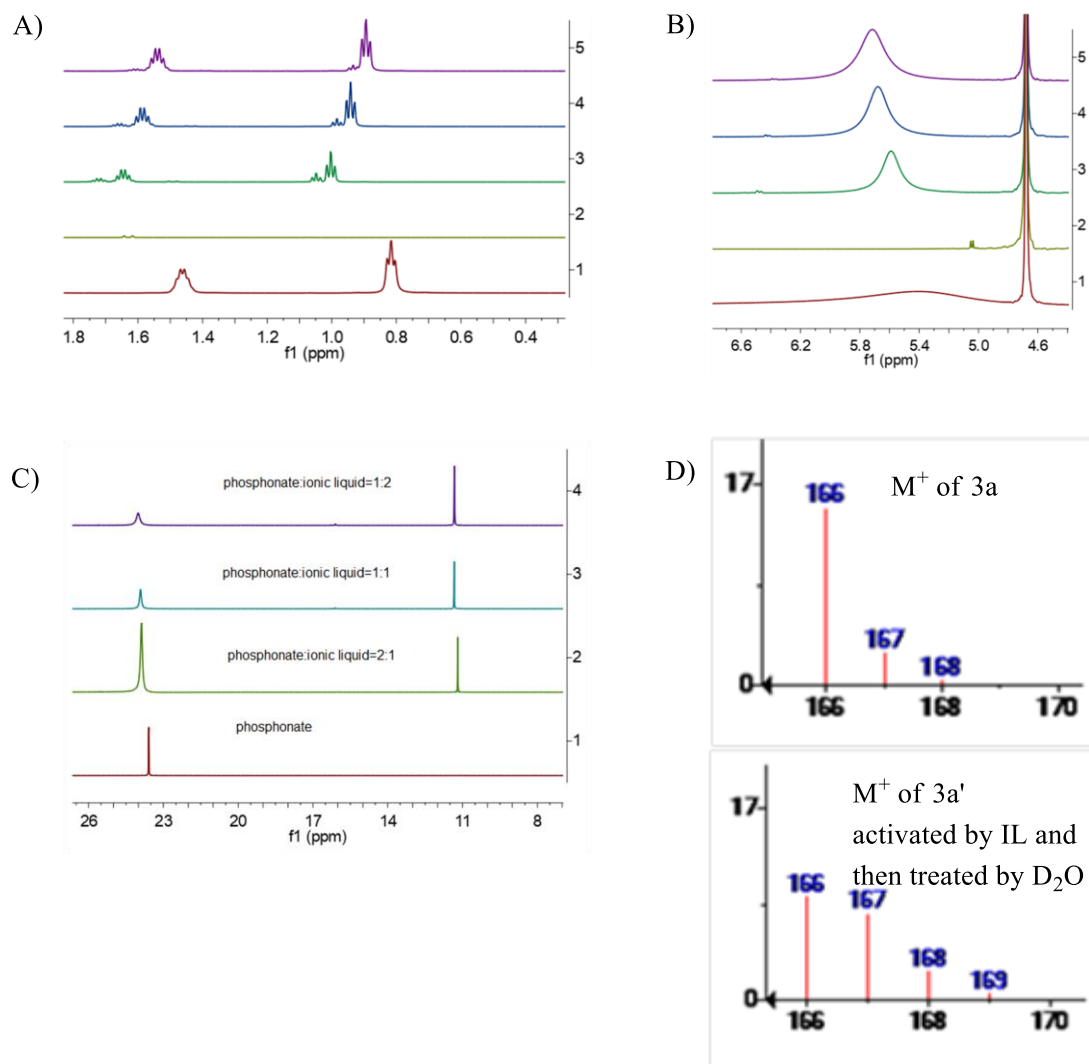 A)
5
4
3
2
1
1.8 1.6 1.4 1.2 1.0 0.8 0.6 0.4
f1 (ppm)
B)
5
4
3
2
1
6.6 6.2 5.8 5.4 5.0 4.6
f1 (ppm)
C)
phosphonate:ionic liquid=1:2
4
phosphonate:ionic liquid=1:1
3
phosphonate:ionic liquid=2:1
2
phosphonate
1
26 23 20 17 14 11 8
f1 (ppm)
D)
17
M+ of 3a
166
167
168
0
166 168 170
17
M+ of 3a'
activated by IL and
then treated by D2O
166
167
168
169
0
166 168 170